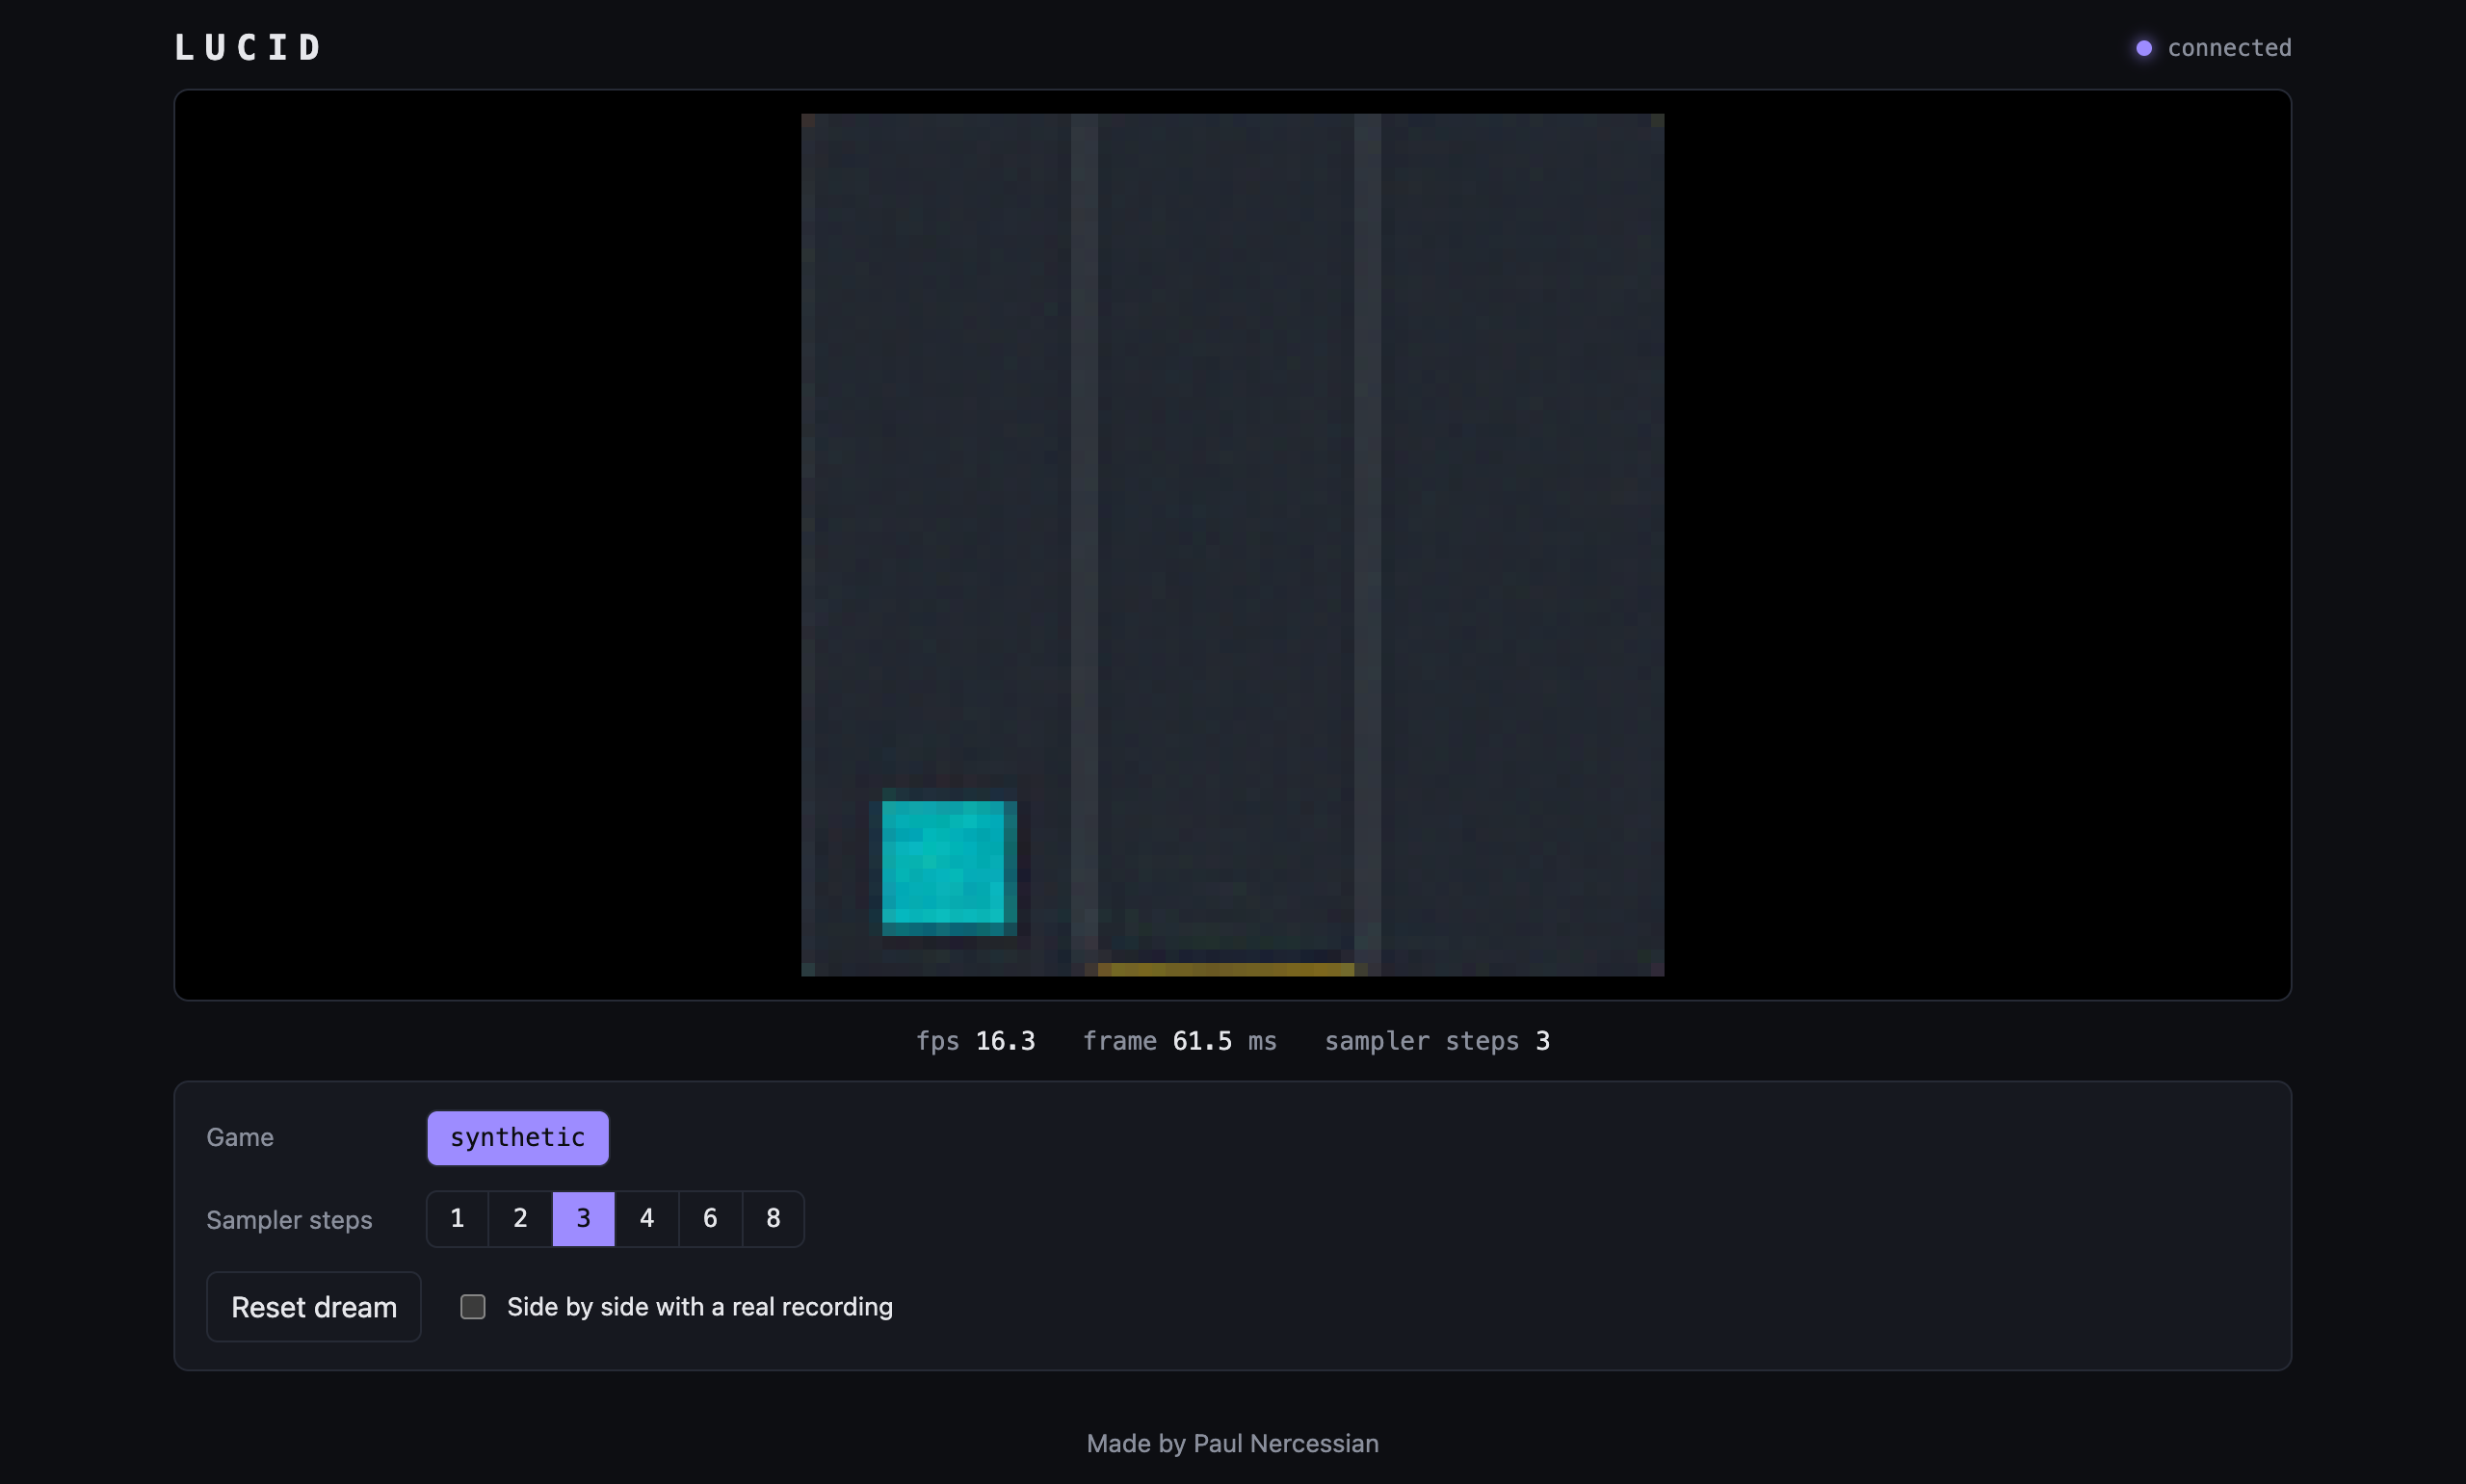 LUCID
connected
fps 16.3 frame 61.5 ms sampler steps 3
Game synthetic
Sampler steps 1 2 3 4 6 8
Reset dream Side by side with a real recording
Made by Paul Nercessian